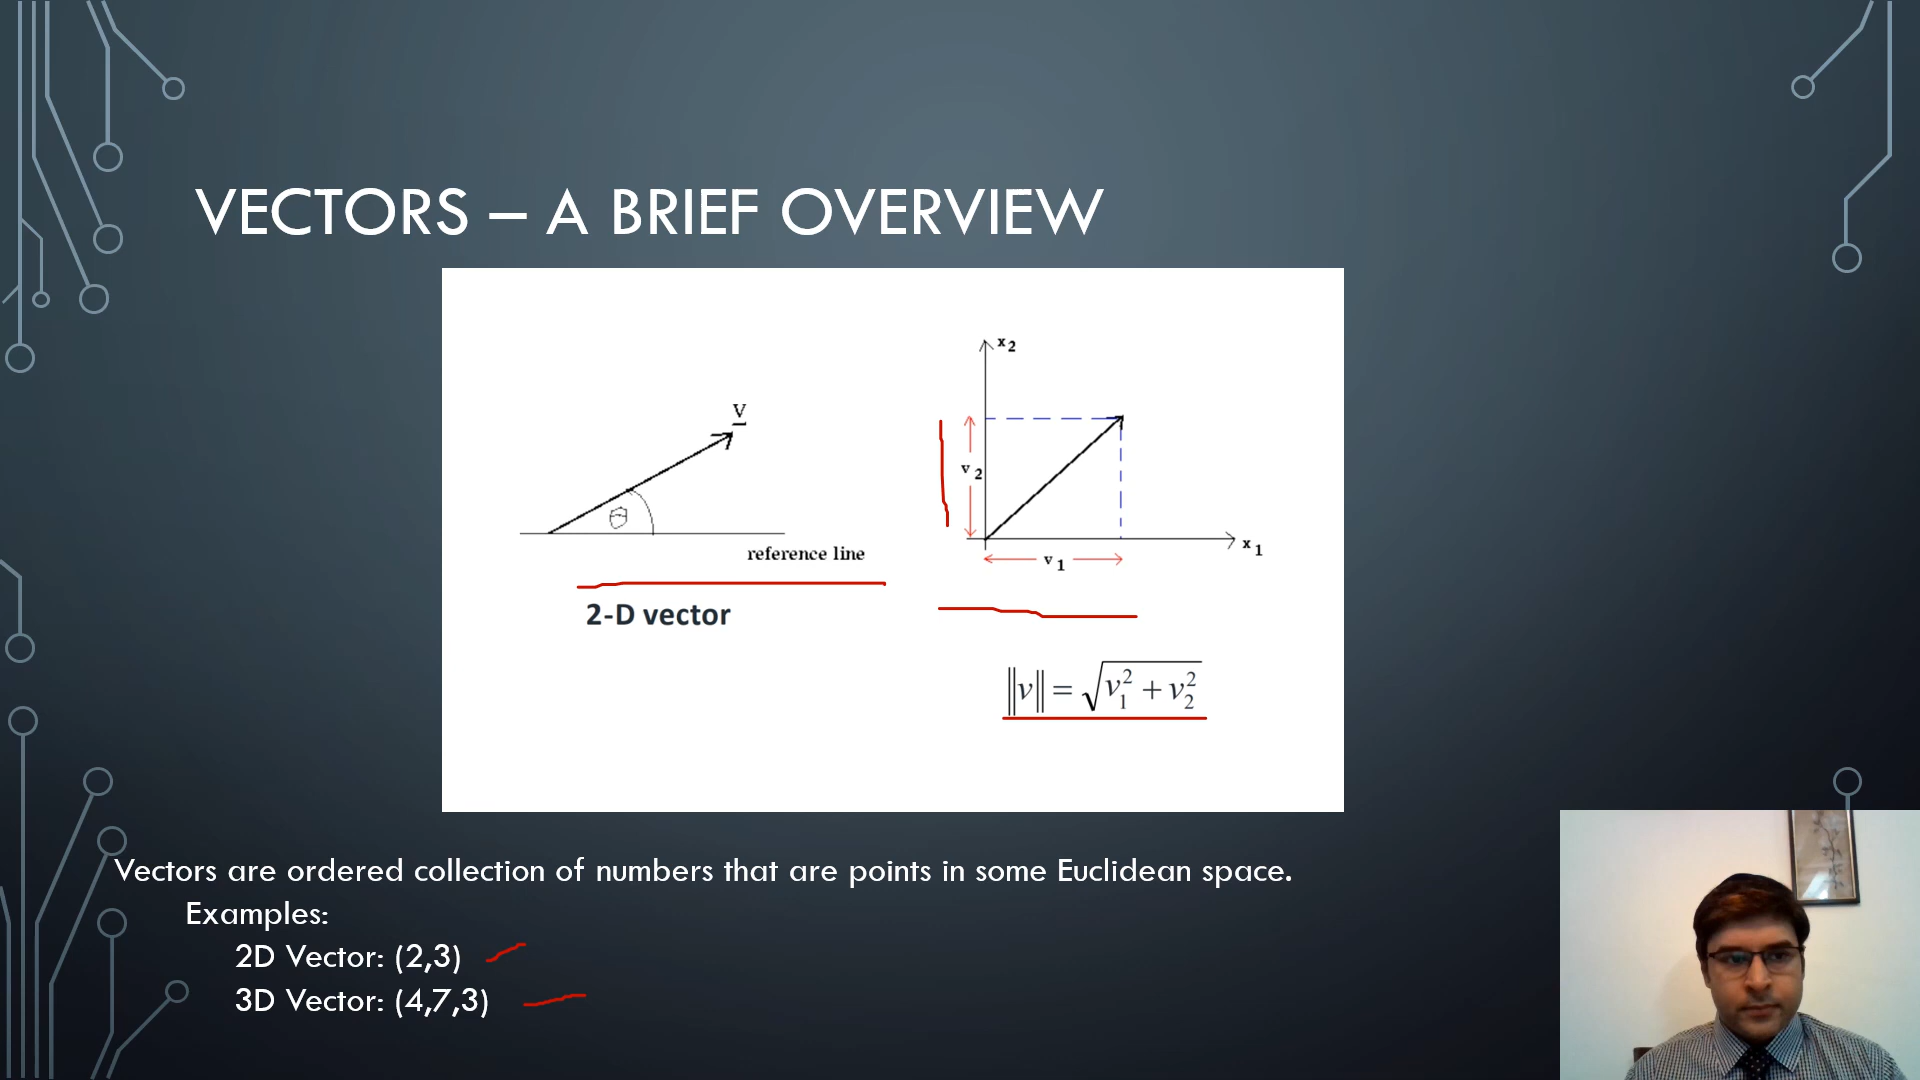 VECTORS – A BRIEF OVERVIEW
V
θ
reference line
2-D vector
x2
v2
v1
x1
‖v‖ = √v₁² + v₂²
Vectors are ordered collection of numbers that are points in some Euclidean space.
Examples:
2D Vector: (2,3)
3D Vector: (4,7,3)